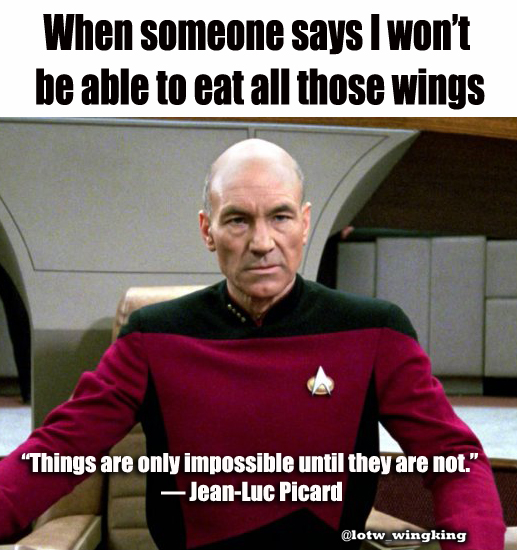 When someone says I won't
be able to eat all those wings
“Things are only impossible until they are not.”
— Jean-Luc Picard
@lotw_wingking